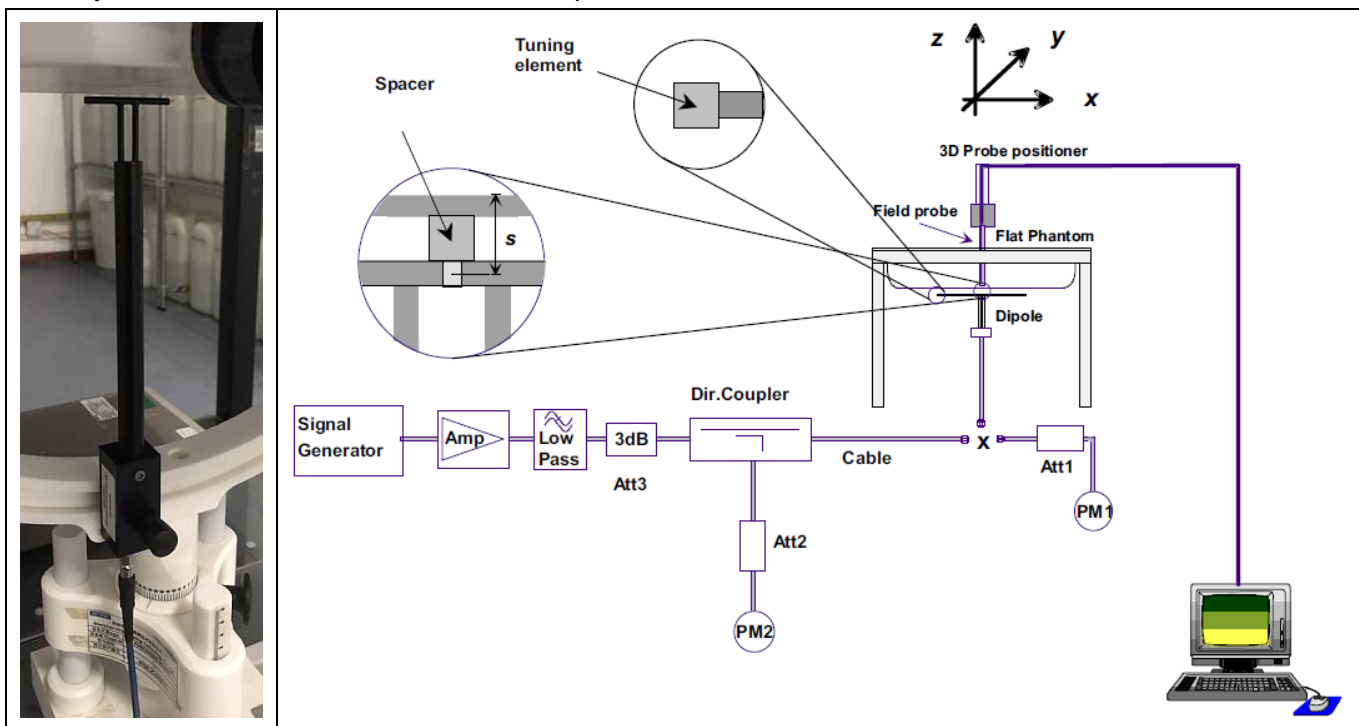 Tuning
element
Spacer
z
y
x
3D Probe positioner
Field probe
Flat Phantom
s
Dipole
Dir.Coupler
Signal
Generator
Amp
Low
Pass
3dB
Att3
Cable
x
Att1
PM1
Att2
PM2